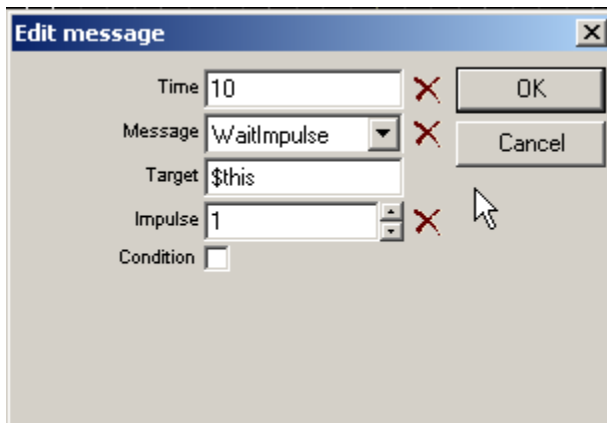 Edit message
Time 10 OK
Message WaitImpulse Cancel
Target $this
Impulse 1
Condition